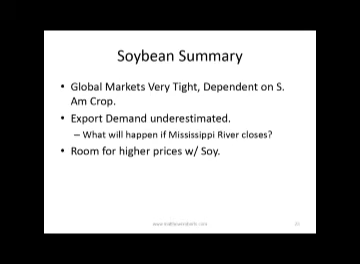 Soybean Summary
• Global Markets Very Tight, Dependent on S.
Am Crop.
• Export Demand underestimated.
– What will happen if Mississippi River closes?
• Room for higher prices w/ Soy.